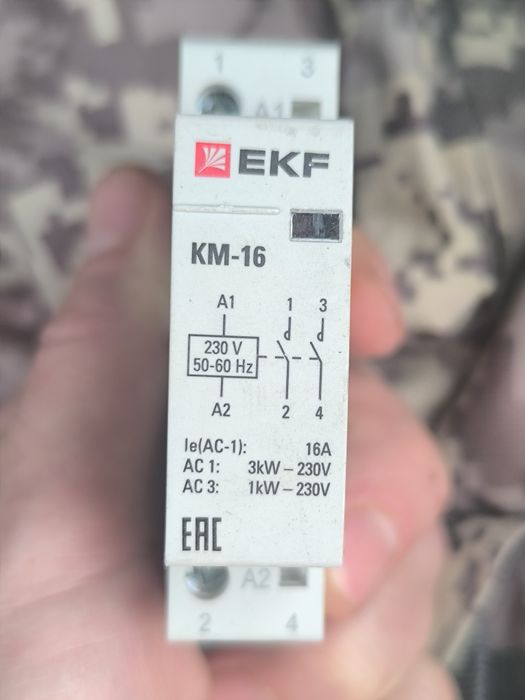 1 3
A1
EKF
KM-16
A1 1 3
230 V
50-60 Hz
A2 2 4
Ie(AC-1): 16A
AC 1: 3kW – 230V
AC 3: 1kW – 230V
EAC
A2
2 4